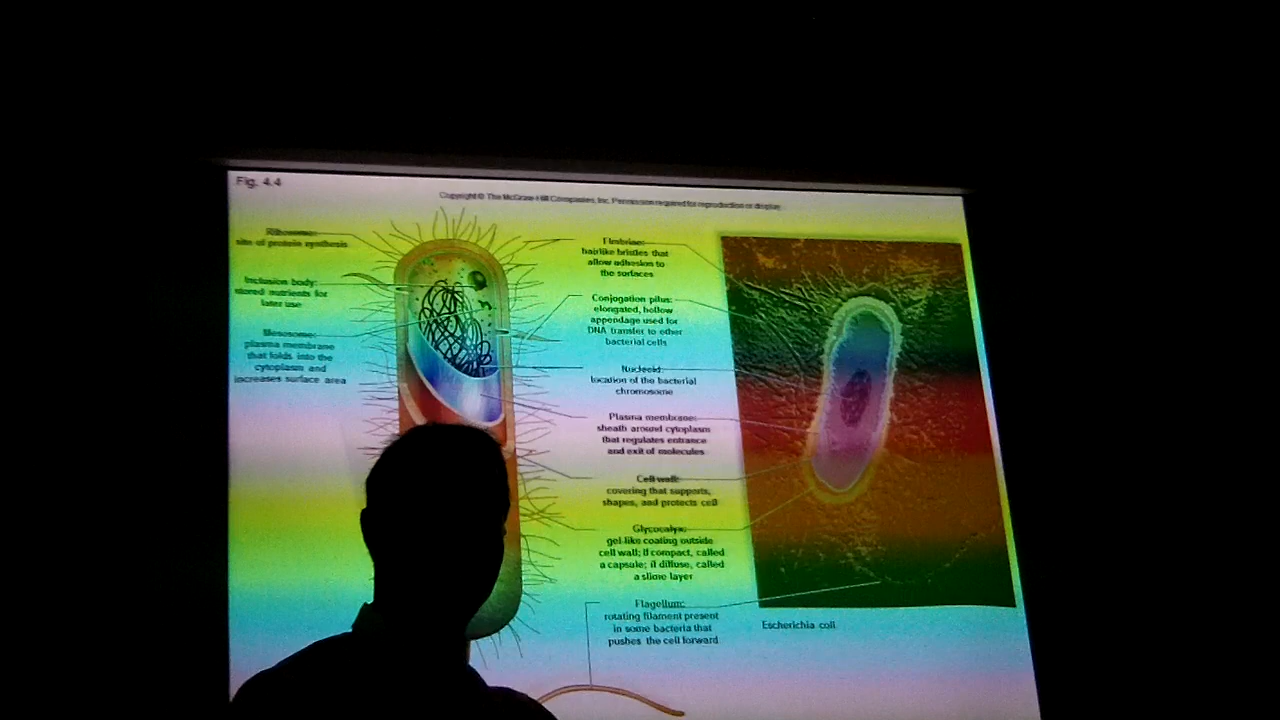 Fig. 4.4
Copyright © The McGraw-Hill Companies, Inc. Permission required for reproduction or display.
Ribosome:
site of protein synthesis
Inclusion body:
stored nutrients for
later use
Mesosome:
plasma membrane
that folds into the
cytoplasm and
increases surface area
Fimbriae:
hairlike bristles that
allow adhesion to
the surfaces
Conjugation pilus:
elongated, hollow
appendage used for
DNA transfer to other
bacterial cells
Nucleoid:
location of the bacterial
chromosome
Plasma membrane:
sheath around cytoplasm
that regulates entrance
and exit of molecules
Cell wall:
covering that supports,
shapes, and protects cell
Glycocalyx:
gel-like coating outside
cell wall; if compact, called
a capsule; if diffuse, called
a slime layer
Flagellum:
rotating filament present
in some bacteria that
pushes the cell forward
Escherichia coli